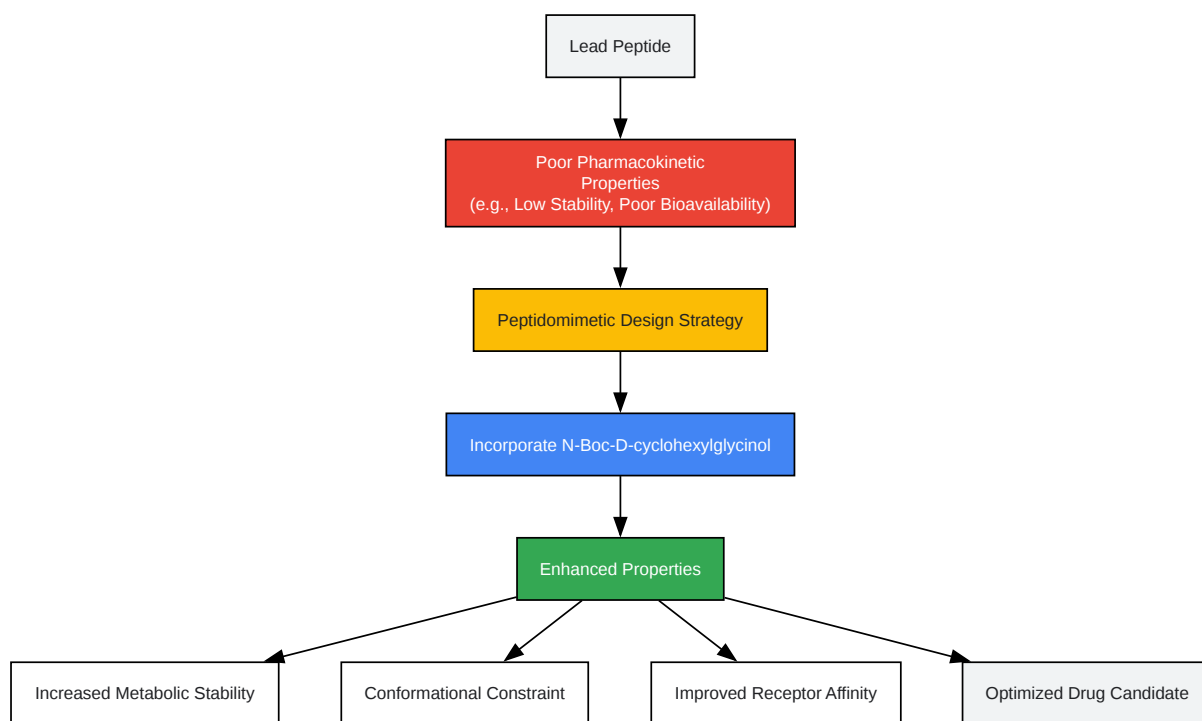 Lead Peptide
Poor Pharmacokinetic
Properties
(e.g., Low Stability, Poor Bioavailability)
Peptidomimetic Design Strategy
Incorporate N-Boc-D-cyclohexylglycinol
Enhanced Properties
Increased Metabolic Stability
Conformational Constraint
Improved Receptor Affinity
Optimized Drug Candidate